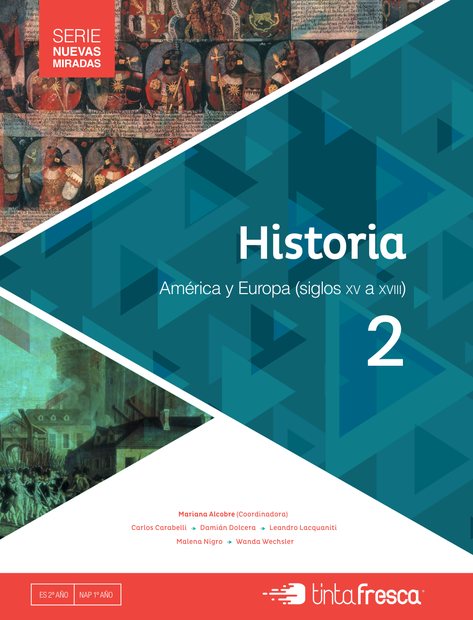 SERIE
NUEVAS
MIRADAS
Historia
América y Europa (siglos XV a XVIII)
2
Mariana Alcobre (Coordinadora)
Carlos Carabelli → Damián Dolcera → Leandro Lacquaniti
Malena Nigro → Wanda Wechsler
ES 2º AÑO NAP 1º AÑO
tintafresca